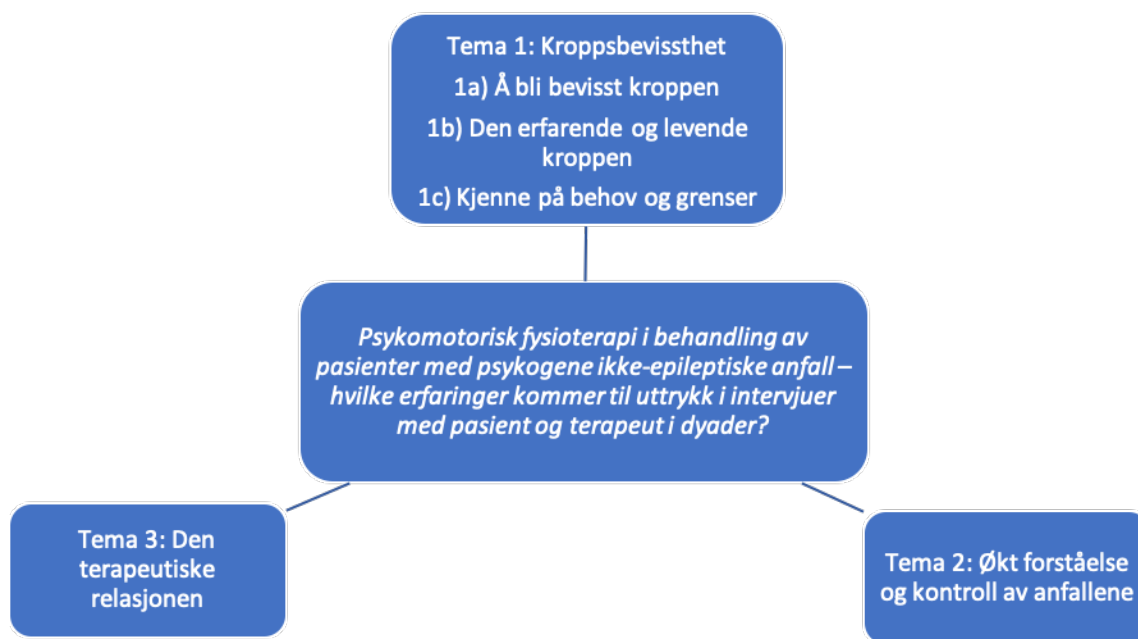 Tema 1: Kroppsbevissthet
1a) Å bli bevisst kroppen
1b) Den erfarende og levende
kroppen
1c) Kjenne på behov og grenser
Psykomotorisk fysioterapi i behandling av
pasienter med psykogene ikke-epileptiske anfall –
hvilke erfaringer kommer til uttrykk i intervjuer
med pasient og terapeut i dyader?
Tema 3: Den
terapeutiske
relasjonen
Tema 2: Økt forståelse
og kontroll av anfallene